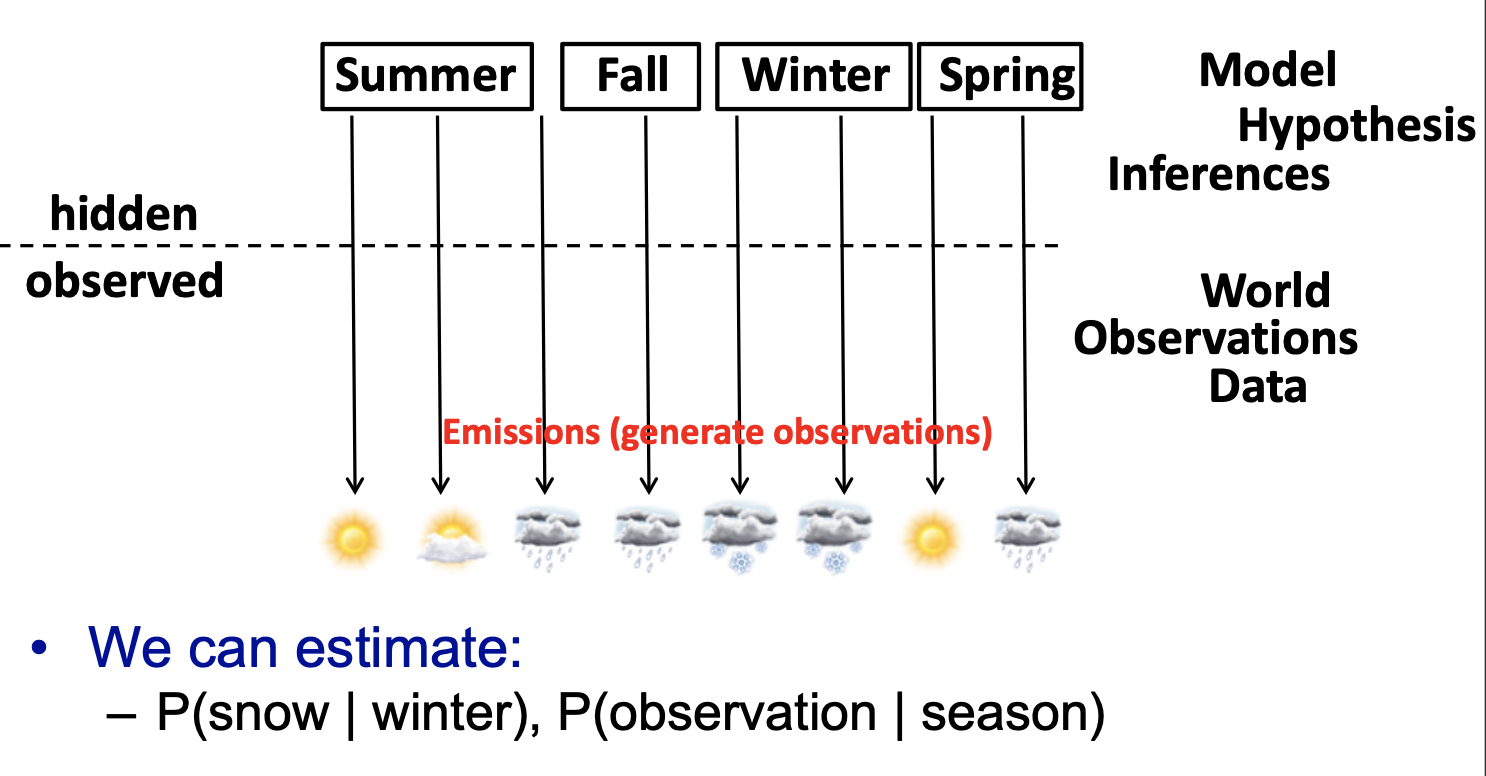 Summer Fall Winter Spring
Model
Hypothesis
Inferences
hidden
observed
World
Observations
Data
Emissions (generate observations)
• We can estimate:
– P(snow | winter), P(observation | season)